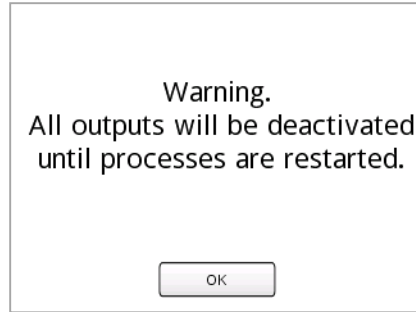 Warning.
All outputs will be deactivated
until processes are restarted.
OK